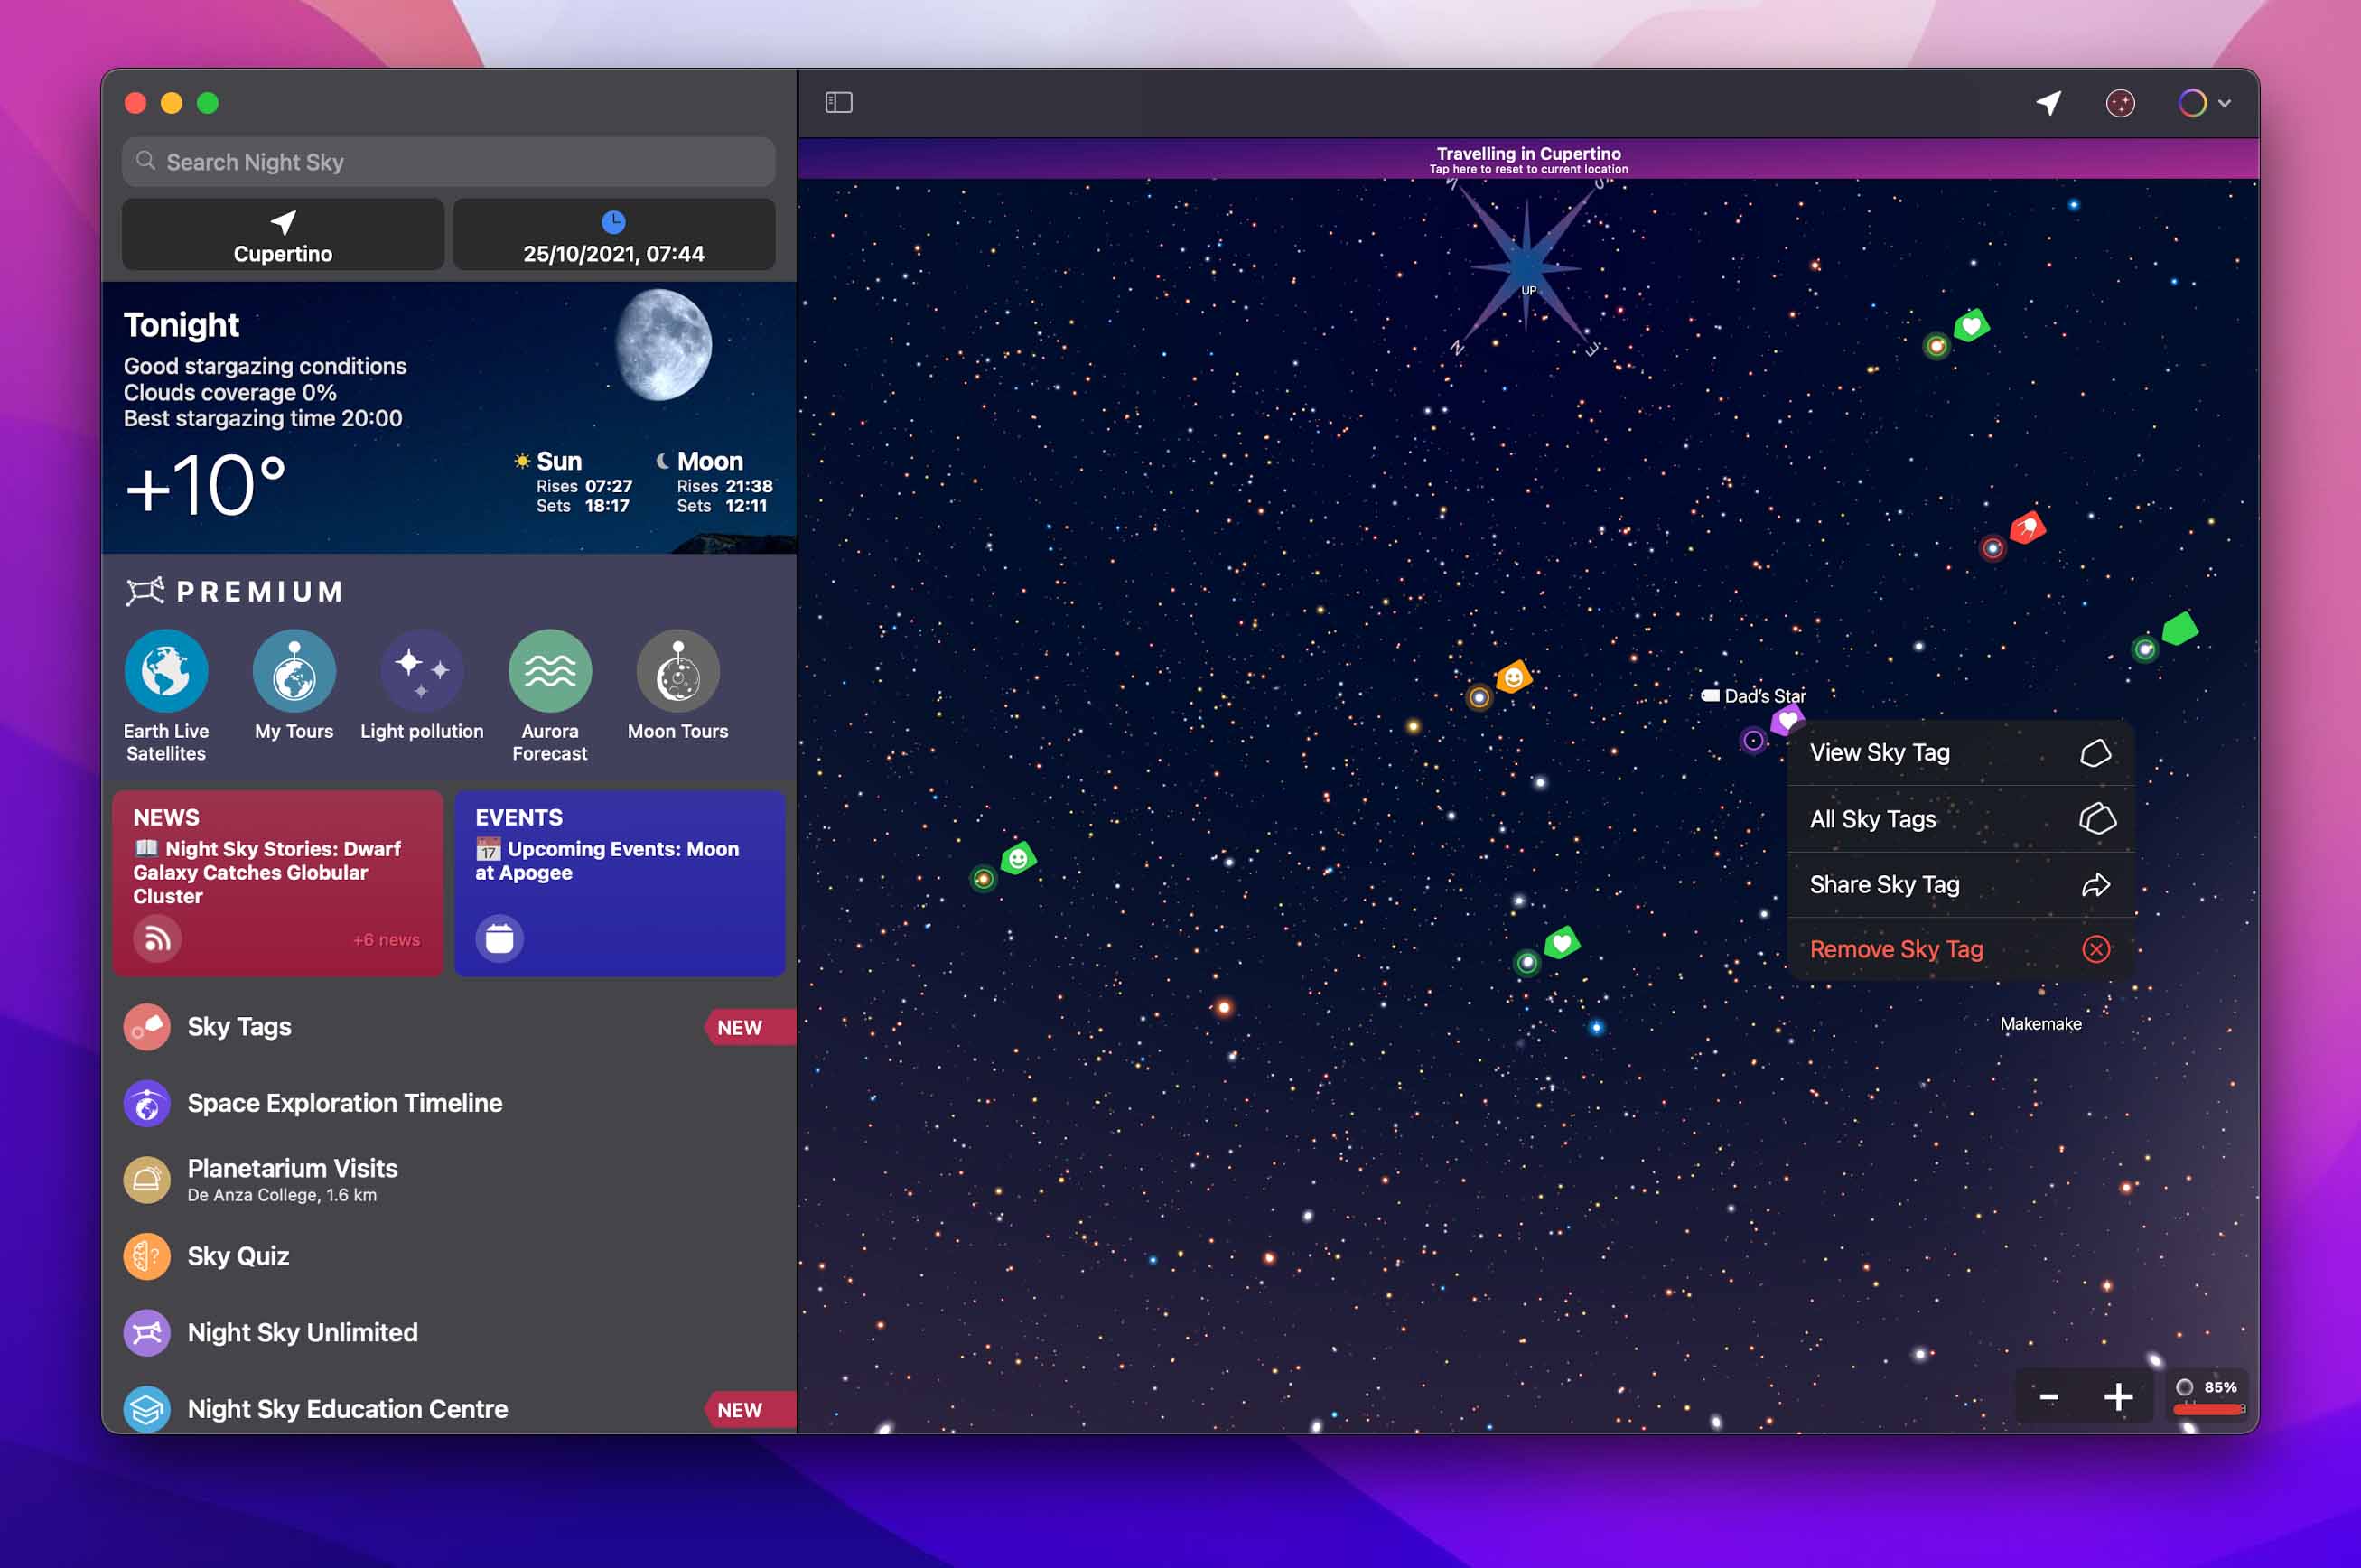 Search Night Sky
Cupertino
25/10/2021, 07:44
Tonight
Good stargazing conditions
Clouds coverage 0%
Best stargazing time 20:00
+10°
Sun
Rises 07:27
Sets 18:17
Moon
Rises 21:38
Sets 12:11
PREMIUM
Earth Live
Satellites
My Tours
Light pollution
Aurora
Forecast
Moon Tours
NEWS
Night Sky Stories: Dwarf
Galaxy Catches Globular
Cluster
+6 news
EVENTS
17 Upcoming Events: Moon
at Apogee
Sky Tags
NEW
Space Exploration Timeline
Planetarium Visits
De Anza College, 1.6 km
Sky Quiz
Night Sky Unlimited
Night Sky Education Centre
NEW
Travelling in Cupertino
Tap here to reset to current location
UP
N
E
Dad's Star
View Sky Tag
All Sky Tags
Share Sky Tag
Remove Sky Tag
Makemake
85%